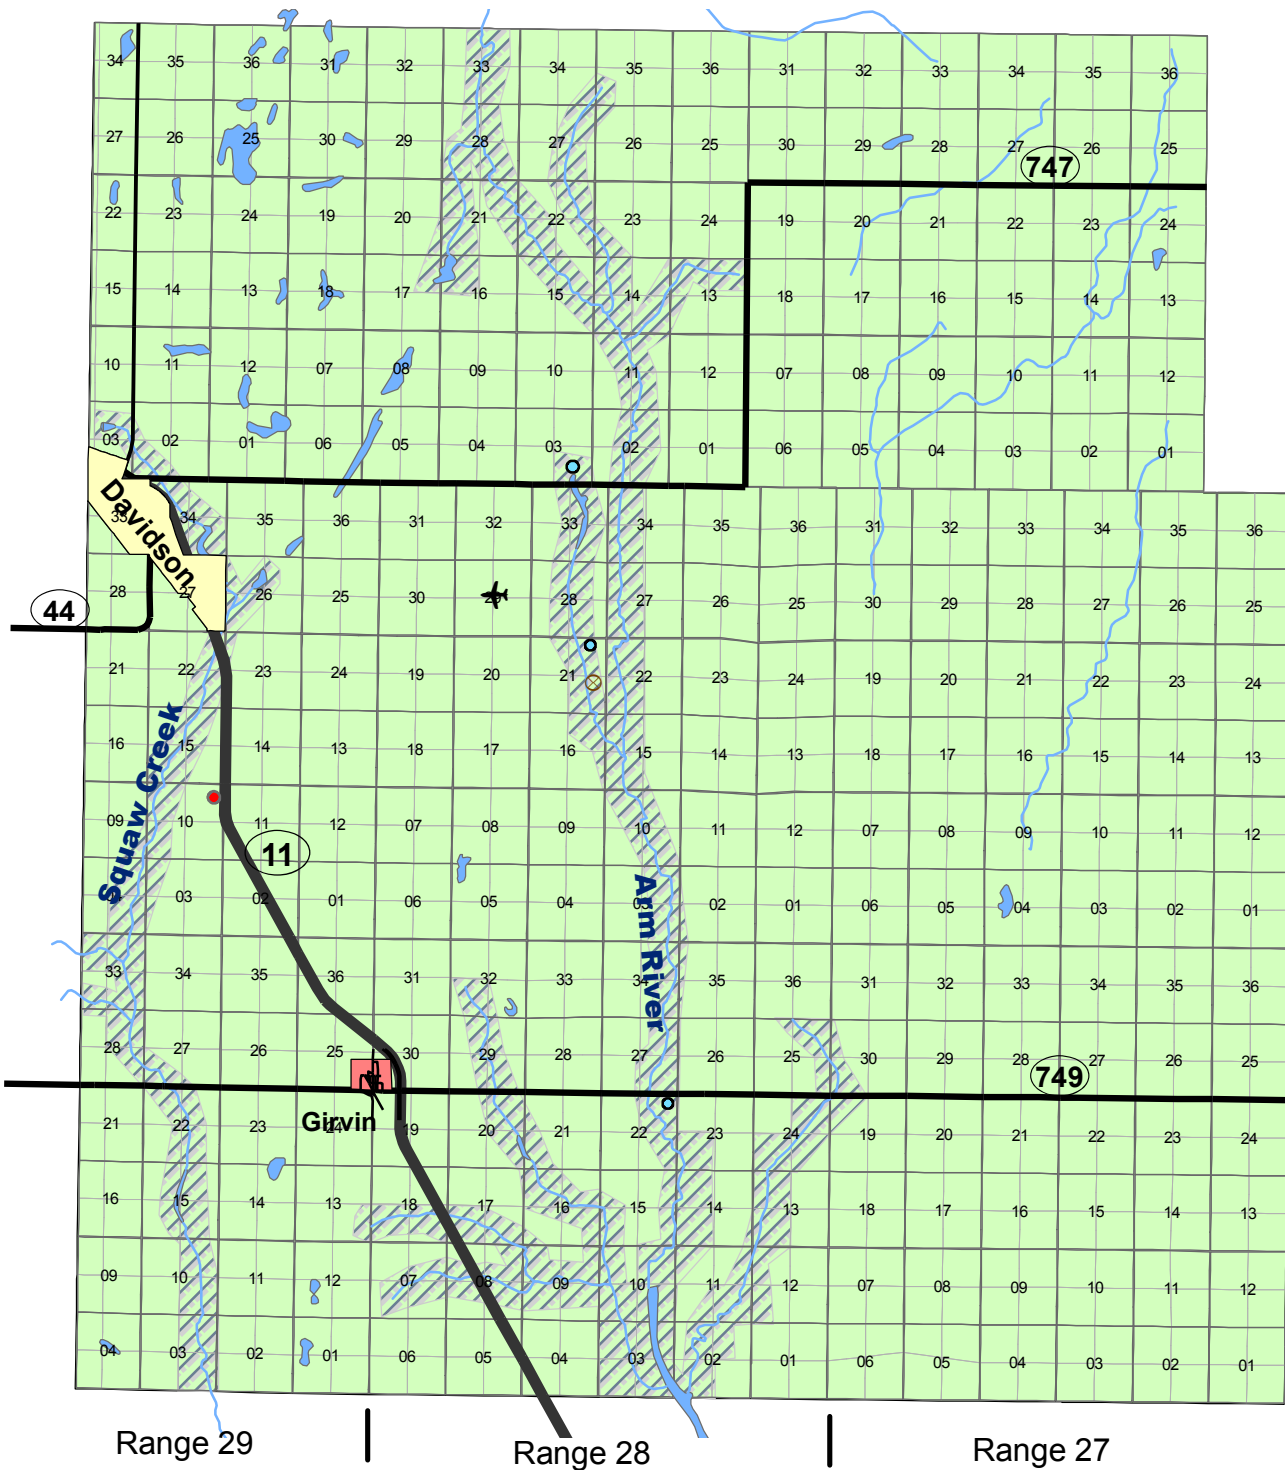 34 35 36 31 32 33 34 35 36 31 32 33 34 35 36
27 26 25 30 29 28 27 26 25 30 29 28 27 26 25
747
22 23 24 19 20 21 22 23 24 19 20 21 22 23 24
15 14 13 18 17 16 15 14 13 18 17 16 15 14 13
10 11 12 07 08 09 10 11 12 07 08 09 10 11 12
03 02 01 06 05 04 03 02 01 06 05 04 03 02 01
Davidson
35 34 35 36 31 32 33 34 35 36 31 32 33 34 35 36
28 27 26 25 30 29 28 27 26 25 30 29 28 27 26 25
44
21 22 23 24 19 20 21 22 23 24 19 20 21 22 23 24
16 15 14 13 18 17 16 15 14 13 18 17 16 15 14 13
Squaw Creek
09 10 11 12 07 08 09 10 11 12 07 08 09 10 11 12
11
04 03 02 01 06 05 04 03 02 01 06 05 04 03 02 01
Arm River
33 34 35 36 31 32 33 34 35 36 31 32 33 34 35 36
28 27 26 25 30 29 28 27 26 25 30 29 28 27 26 25
749
Girvin
21 22 23 24 19 20 21 22 23 24 19 20 21 22 23 24
16 15 14 13 18 17 16 15 14 13 18 17 16 15 14 13
09 10 11 12 07 08 09 10 11 12 07 08 09 10 11 12
04 03 02 01 06 05 04 03 02 01 06 05 04 03 02 01
Range 29 Range 28 Range 27